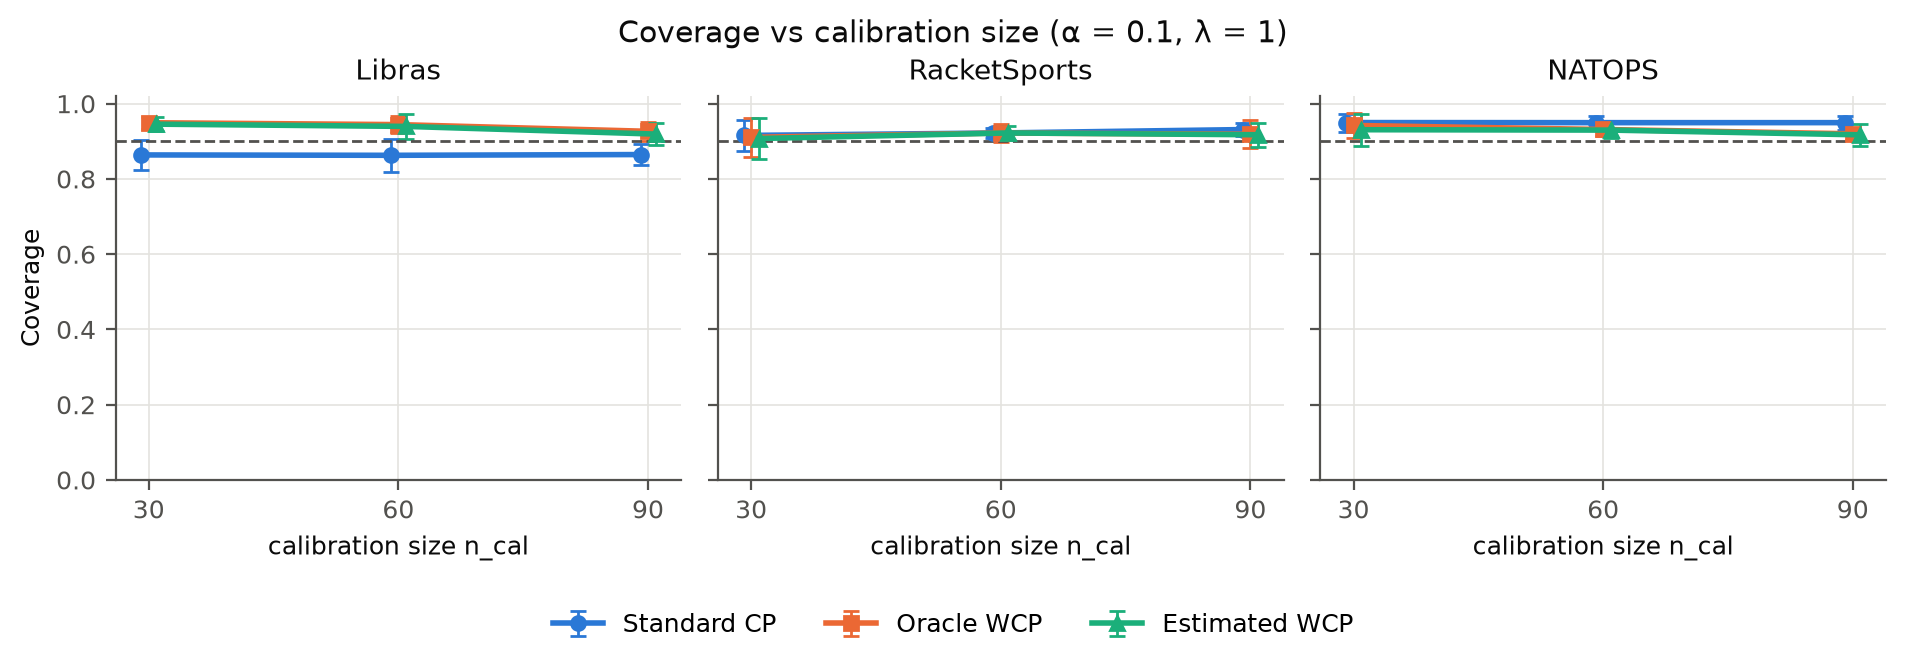 Coverage vs calibration size (α = 0.1, λ = 1)
Libras
RacketSports
NATOPS
Coverage
1.0
0.8
0.6
0.4
0.2
0.0
30 60 90
30 60 90
30 60 90
calibration size n_cal
calibration size n_cal
calibration size n_cal
Standard CP
Oracle WCP
Estimated WCP